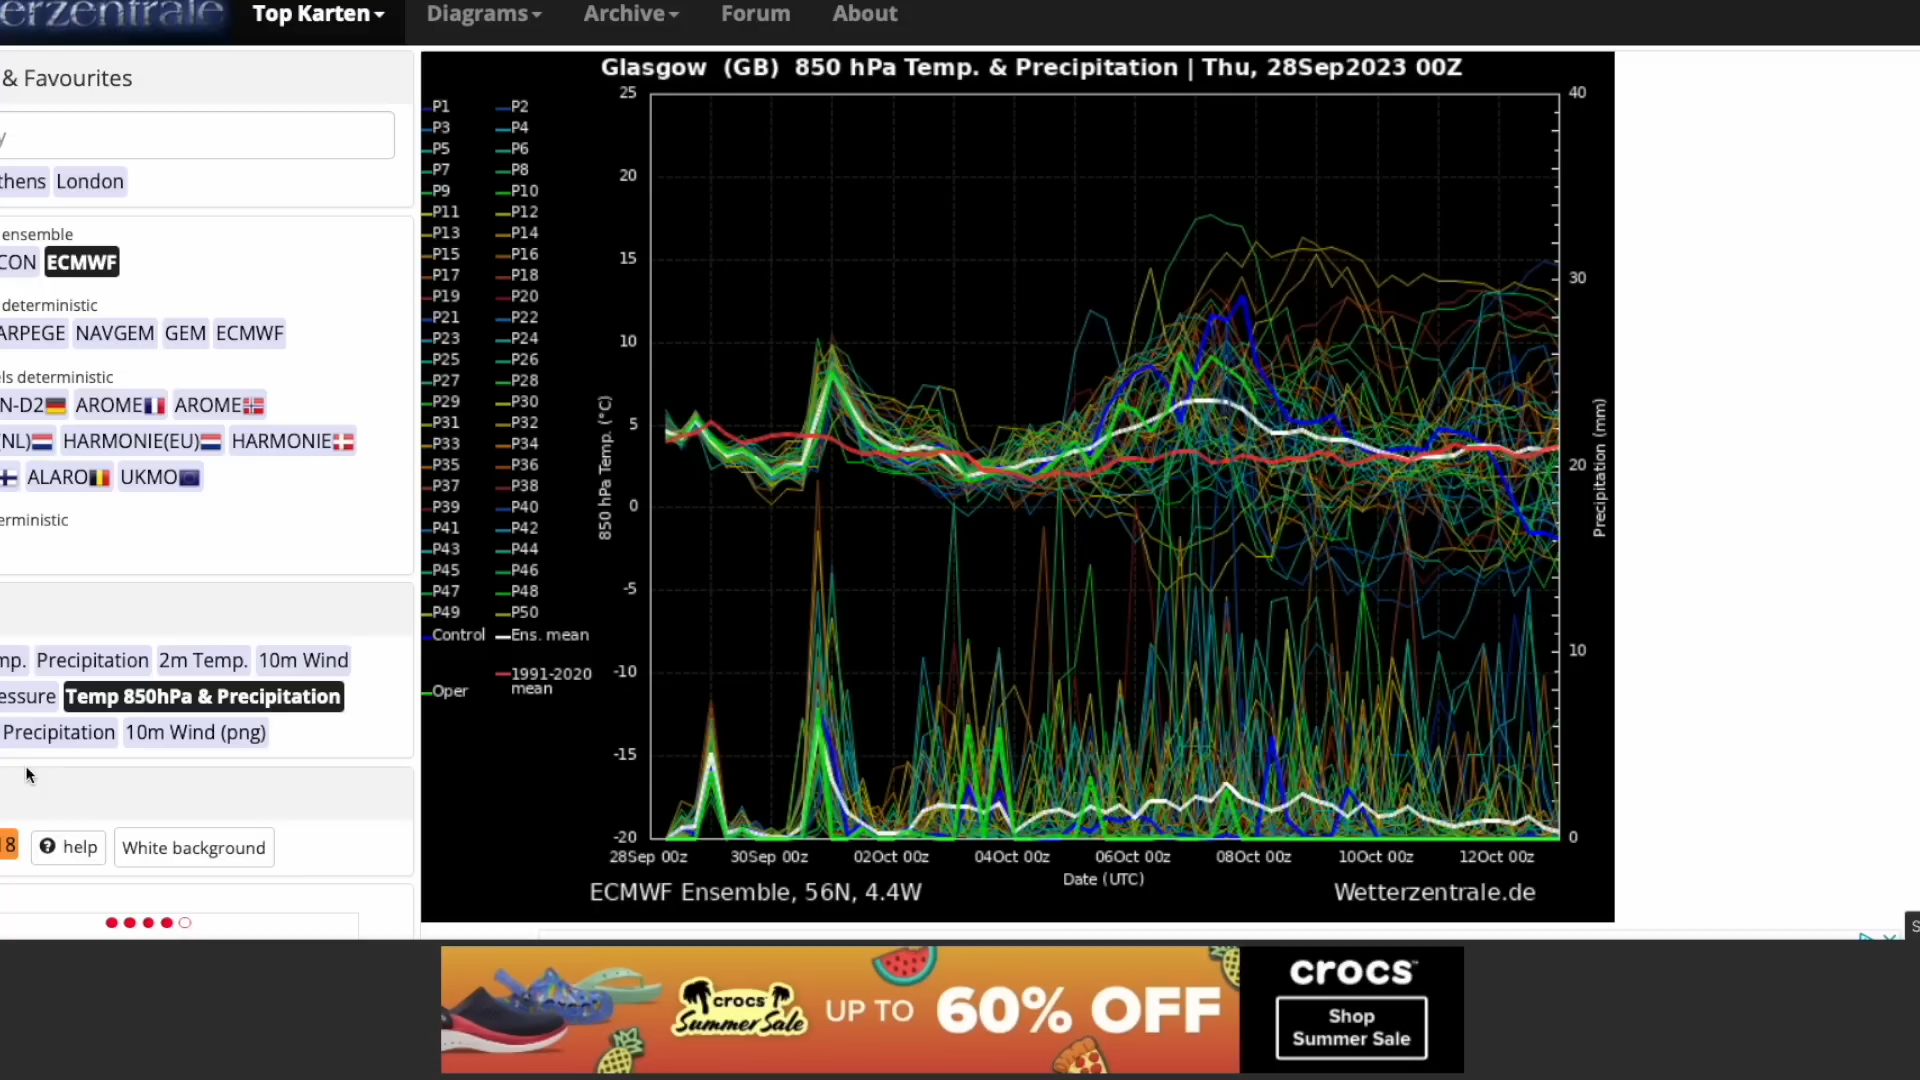 erzentrale Top Karten Diagrams Archive Forum About
& Favourites
y
thens London
ensemble
CON ECMWF
deterministic
ARPEGE NAVGEM GEM ECMWF
ls deterministic
N-D2 AROME AROME
(NL) HARMONIE(EU) HARMONIE
ALARO UKMO
erministic
mp. Precipitation 2m Temp. 10m Wind
essure Temp 850hPa & Precipitation
Precipitation 10m Wind (png)
18 help White background
Glasgow (GB) 850 hPa Temp. & Precipitation | Thu, 28Sep2023 00Z
P1 P2
P3 P4
P5 P6
P7 P8
P9 P10
P11 P12
P13 P14
P15 P16
P17 P18
P19 P20
P21 P22
P23 P24
P25 P26
P27 P28
P29 P30
P31 P32
P33 P34
P35 P36
P37 P38
P39 P40
P41 P42
P43 P44
P45 P46
P47 P48
P49 P50
Control Ens. mean
1991-2020
mean
Oper
850 hPa Temp. (°C)
25
20
15
10
5
0
-5
-10
-15
-20
40
30
20
10
0
Precipitation (mm)
28Sep 00z 30Sep 00z 02Oct 00z 04Oct 00z 06Oct 00z 08Oct 00z 10Oct 00z 12Oct 00z
Date (UTC)
ECMWF Ensemble, 56N, 4.4W Wetterzentrale.de
S
crocs
Summer Sale
UP TO 60% OFF
crocs™
Shop
Summer Sale